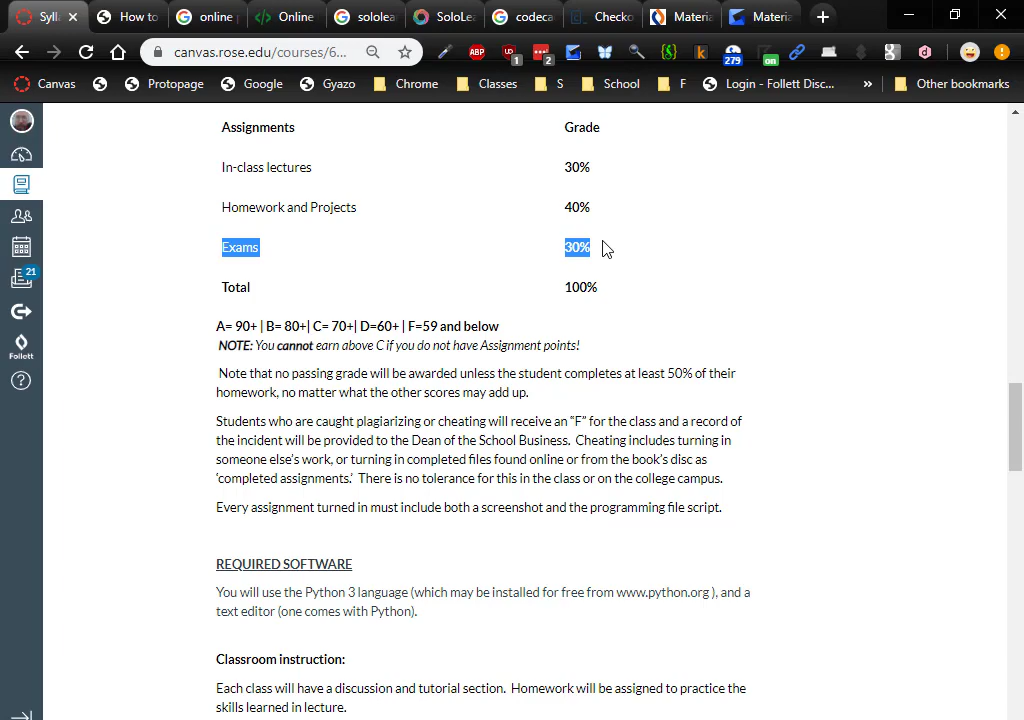 Sylla
How to
online
Online
solole
SoloLe
codeca
Checko
Materia
Materia
canvas.rose.edu/courses/6...
ABP
UD
1
2
k
279
on
Canvas
Protopage
Google
Gyazo
Chrome
Classes
S
School
F
Login - Follett Disc...
»
Other bookmarks
21
Follett
Assignments Grade
In-class lectures 30%
Homework and Projects 40%
Exams 30%
Total 100%
A= 90+ | B= 80+| C= 70+| D=60+ | F=59 and below
NOTE: You cannot earn above C if you do not have Assignment points!
Note that no passing grade will be awarded unless the student completes at least 50% of their
homework, no matter what the other scores may add up.
Students who are caught plagiarizing or cheating will receive an “F” for the class and a record of
the incident will be provided to the Dean of the School Business. Cheating includes turning in
someone else’s work, or turning in completed files found online or from the book’s disc as
‘completed assignments.’ There is no tolerance for this in the class or on the college campus.
Every assignment turned in must include both a screenshot and the programming file script.
REQUIRED SOFTWARE
You will use the Python 3 language (which may be installed for free from www.python.org ), and a
text editor (one comes with Python).
Classroom instruction:
Each class will have a discussion and tutorial section. Homework will be assigned to practice the
skills learned in lecture.